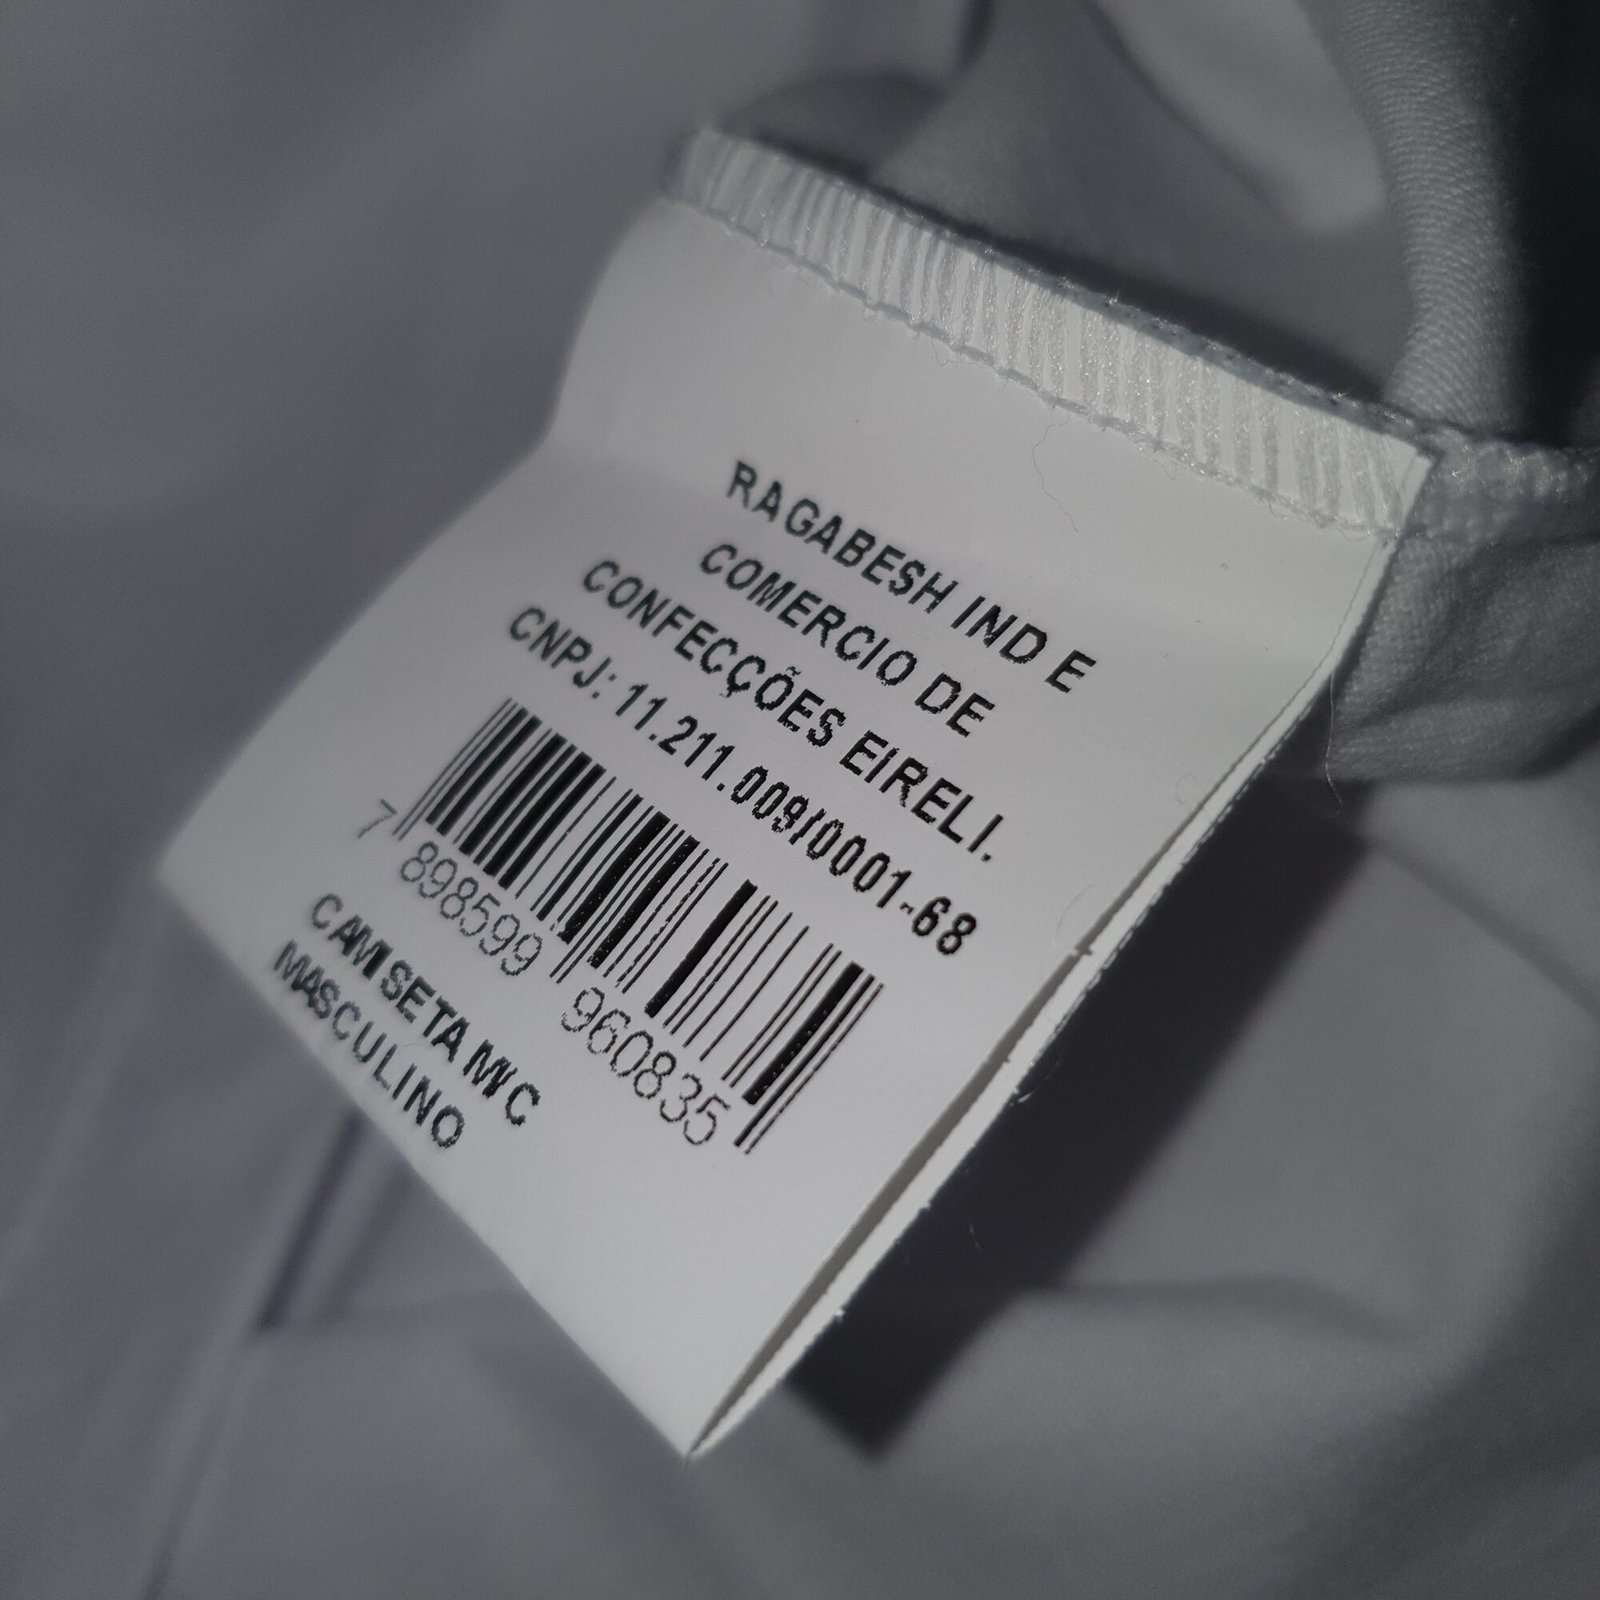 RAGABESH IND E
COMERCIO DE
CONFECÇÕES EIRELI.
CNPJ: 11.211.009/0001-68
7 898599 960835
CAMISETA M/C
MASCULINO